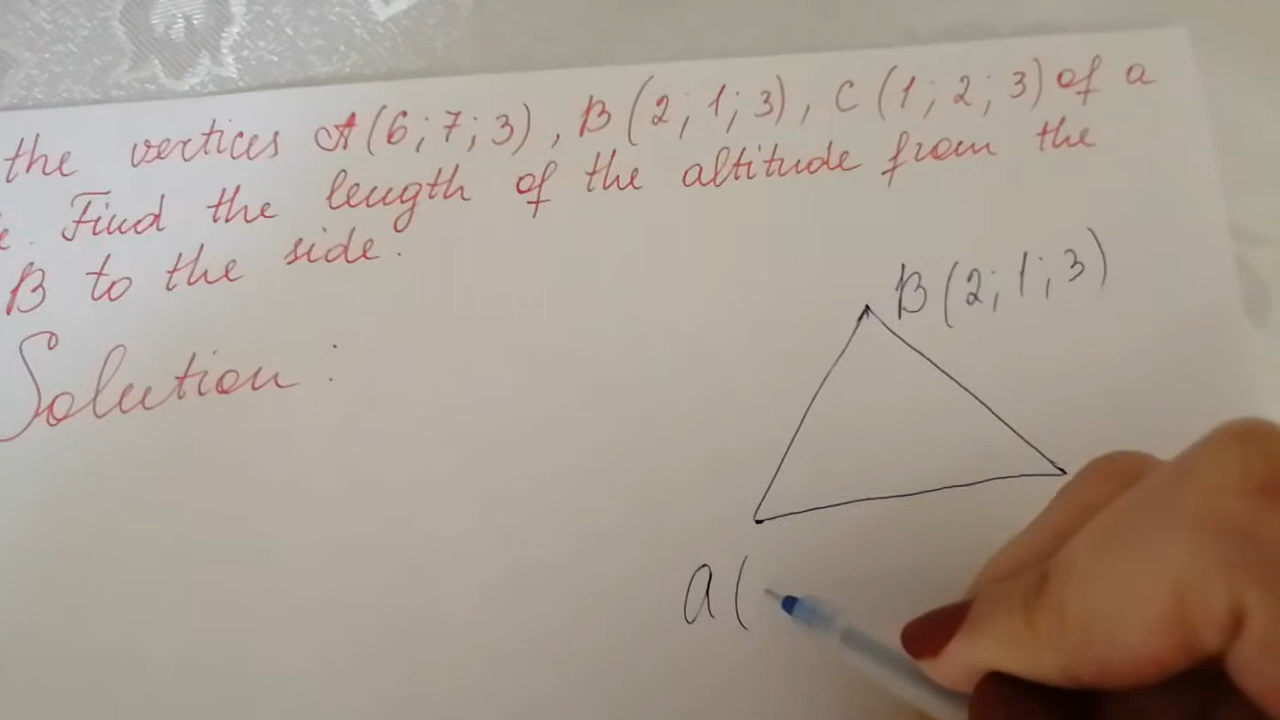 the vertices A(6;7;3), B(2;1;3), C(1;2;3) of a
Find the length of the altitude from the
B to the side.
Solution:
B(2;1;3)
a(